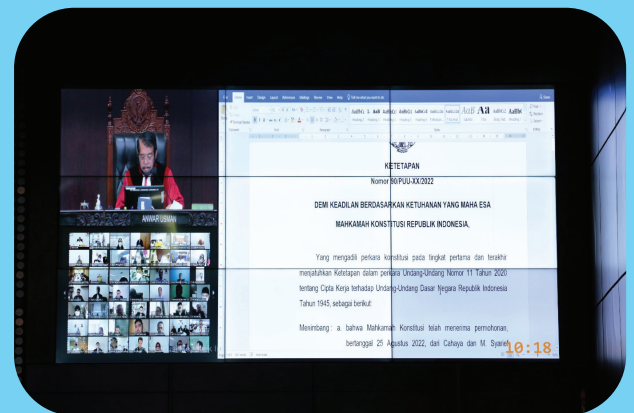 ANWAR USMAN
KETETAPAN
Nomor 90/PUU-XX/2022
DEMI KEADILAN BERDASARKAN KETUHANAN YANG MAHA ESA
MAHKAMAH KONSTITUSI REPUBLIK INDONESIA,
Yang mengadili perkara konstitusi pada tingkat pertama dan terakhir
menjatuhkan Ketetapan dalam perkara Undang-Undang Nomor 11 Tahun 2020
tentang Cipta Kerja terhadap Undang-Undang Dasar Negara Republik Indonesia
Tahun 1945, sebagai berikut:
Menimbang : a. bahwa Mahkamah Konstitusi telah menerima permohonan,
bertanggal 25 Agustus 2022, dari Cahaya dan M. Syarief
10:18